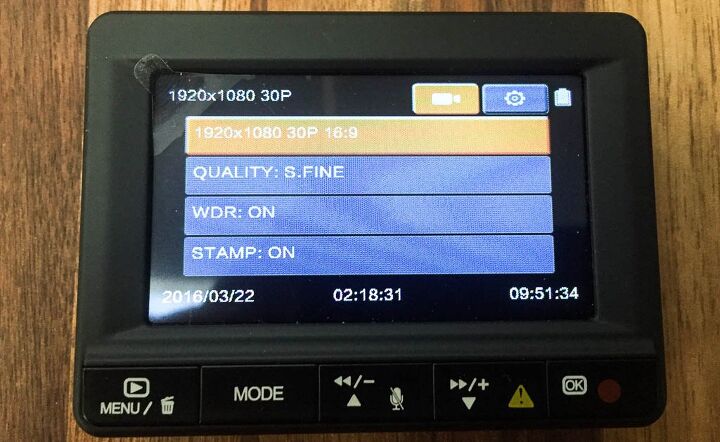 1920x1080 30P
1920x1080 30P 16:9
QUALITY: S.FINE
WDR: ON
STAMP: ON
2016/03/22 02:18:31 09:51:34
MENU / MODE ◀◀/− ▶▶/+ OK